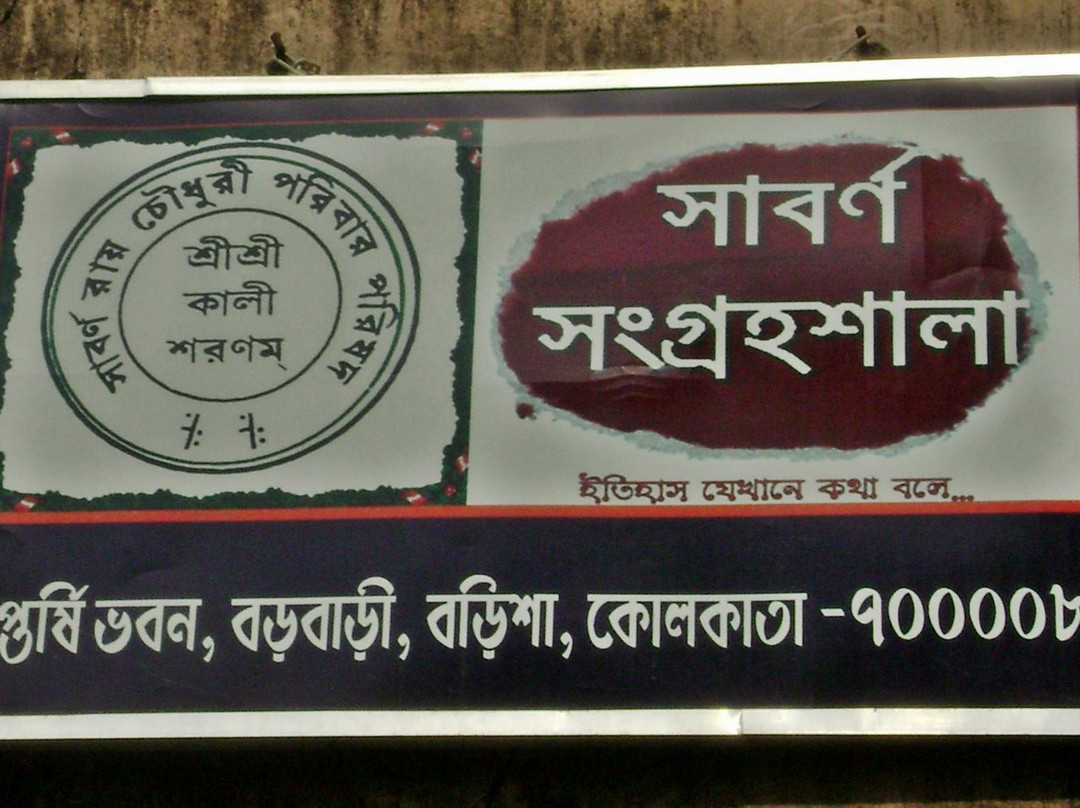 সাবর্ণ রায় চৌধুরী পরিবার পরিষদ
শ্রীশ্রী
কালী
শরণম্
সাবর্ণ
সংগ্রহশালা
ইতিহাস যেখানে কথা বলে...
প্তর্ষি ভবন, বড়বাড়ী, বড়িশা, কোলকাতা -৭০০০০৮